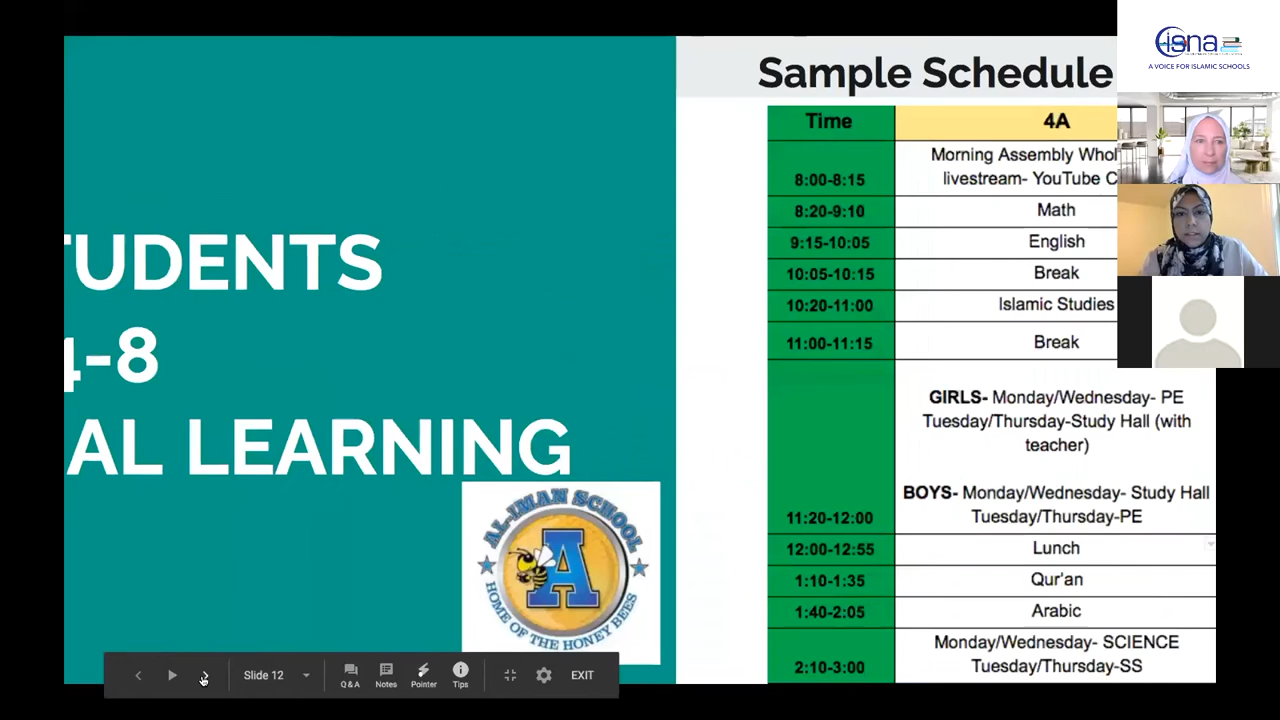 isna
A VOICE FOR ISLAMIC SCHOOLS
TUDENTS
4-8
AL LEARNING
AL-IMAN SCHOOL
A
HOME OF THE HONEY BEES
Sample Schedule
Time 4A
8:00-8:15 Morning Assembly Whol
livestream- YouTube C
8:20-9:10 Math
9:15-10:05 English
10:05-10:15 Break
10:20-11:00 Islamic Studies
11:00-11:15 Break
GIRLS- Monday/Wednesday- PE
Tuesday/Thursday-Study Hall (with
teacher)
BOYS- Monday/Wednesday- Study Hall
11:20-12:00 Tuesday/Thursday-PE
12:00-12:55 Lunch
1:10-1:35 Qur'an
1:40-2:05 Arabic
Monday/Wednesday- SCIENCE
2:10-3:00 Tuesday/Thursday-SS
Slide 12
Q & A
Notes
Pointer
Tips
EXIT